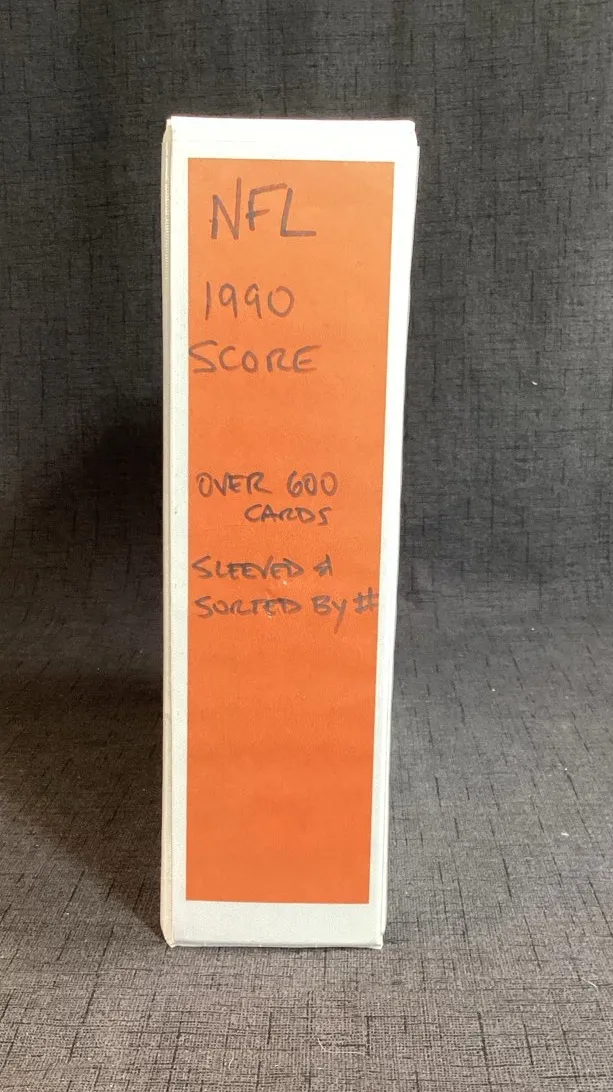 NFL
1990
SCORE
OVER 600
CARDS
SLEEVED &
SORTED BY #